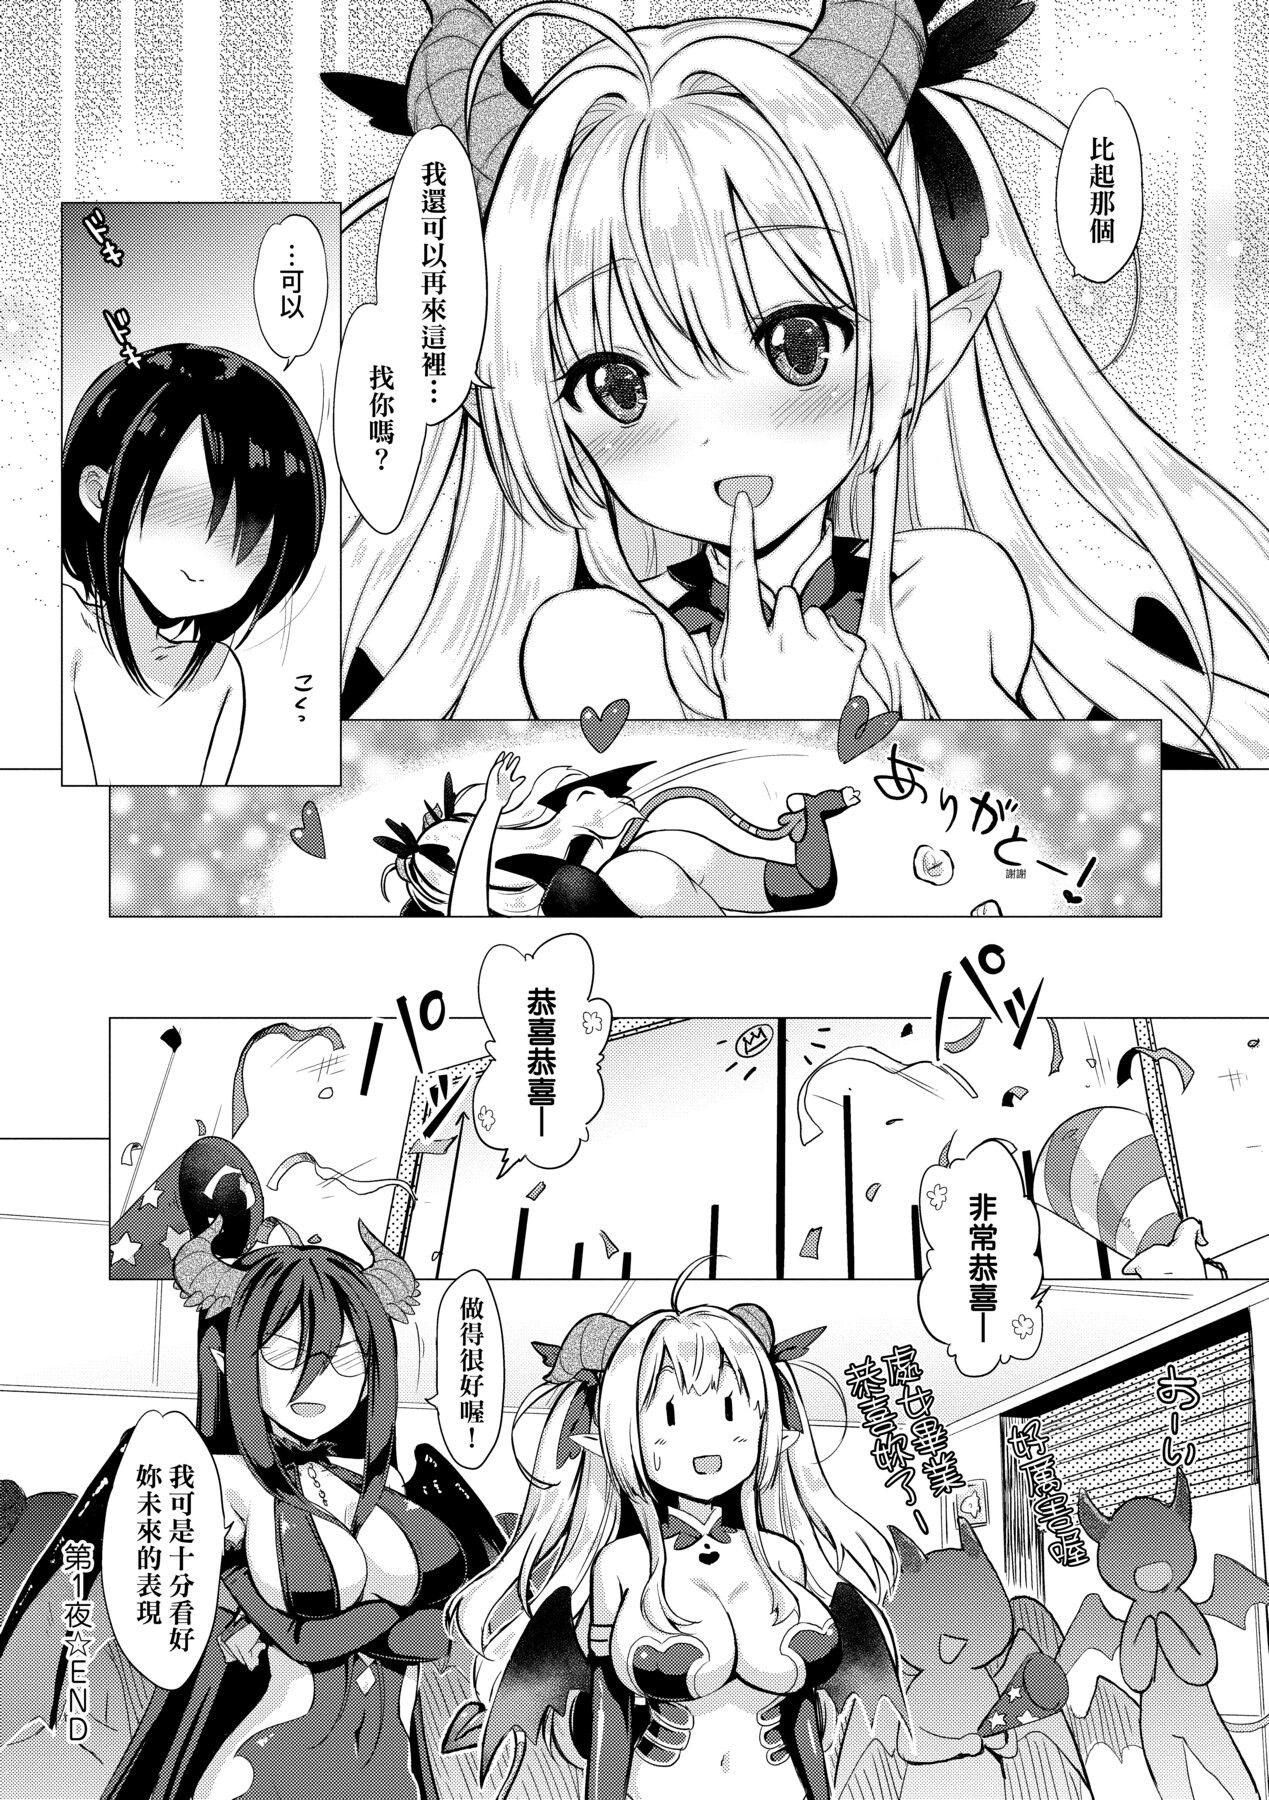 比起那個
我還可以再來這裡…
找你嗎？
…可以
ドキ
ドキ
こくっ
ありがとー！
謝謝
パッ
パッ
恭喜恭喜ー
非常恭喜ー
おーい
好厲害喔
處女畢業
恭喜妳了ー
做得很好喔！
我可是十分看好
妳未來的表現
第1夜☆END